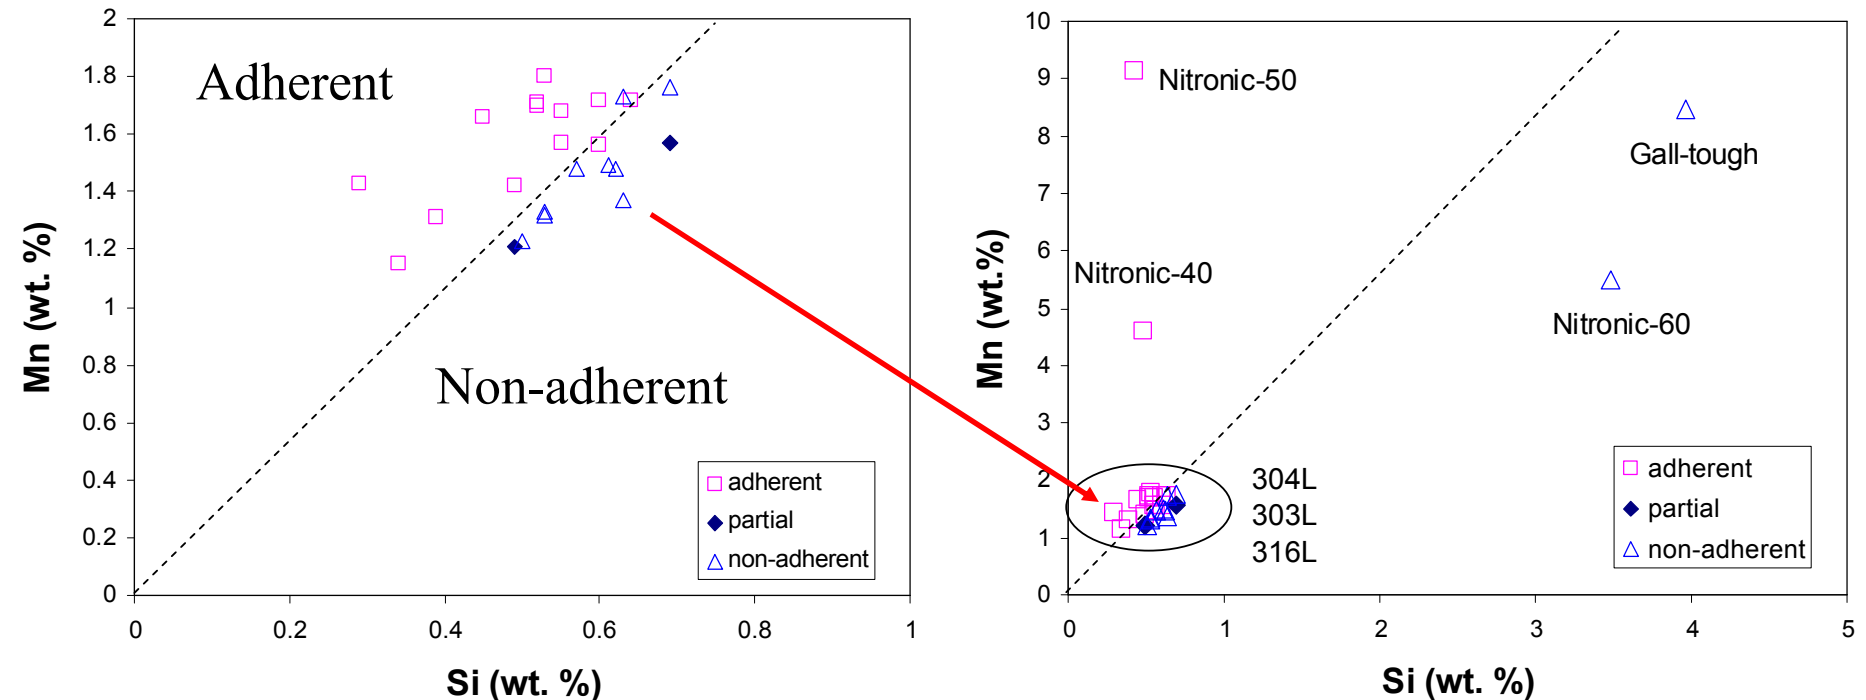 2
1.8
1.6
1.4
1.2
1
0.8
0.6
0.4
0.2
0
Mn (wt. %)
Adherent
Non-adherent
adherent
partial
non-adherent
0
0.2
0.4
0.6
0.8
1
Si (wt. %)
10
9
8
7
6
5
4
3
2
1
0
Mn (wt.%)
Nitronic-50
Gall-tough
Nitronic-40
Nitronic-60
304L
303L
316L
adherent
partial
non-adherent
0
1
2
3
4
5
Si (wt. %)